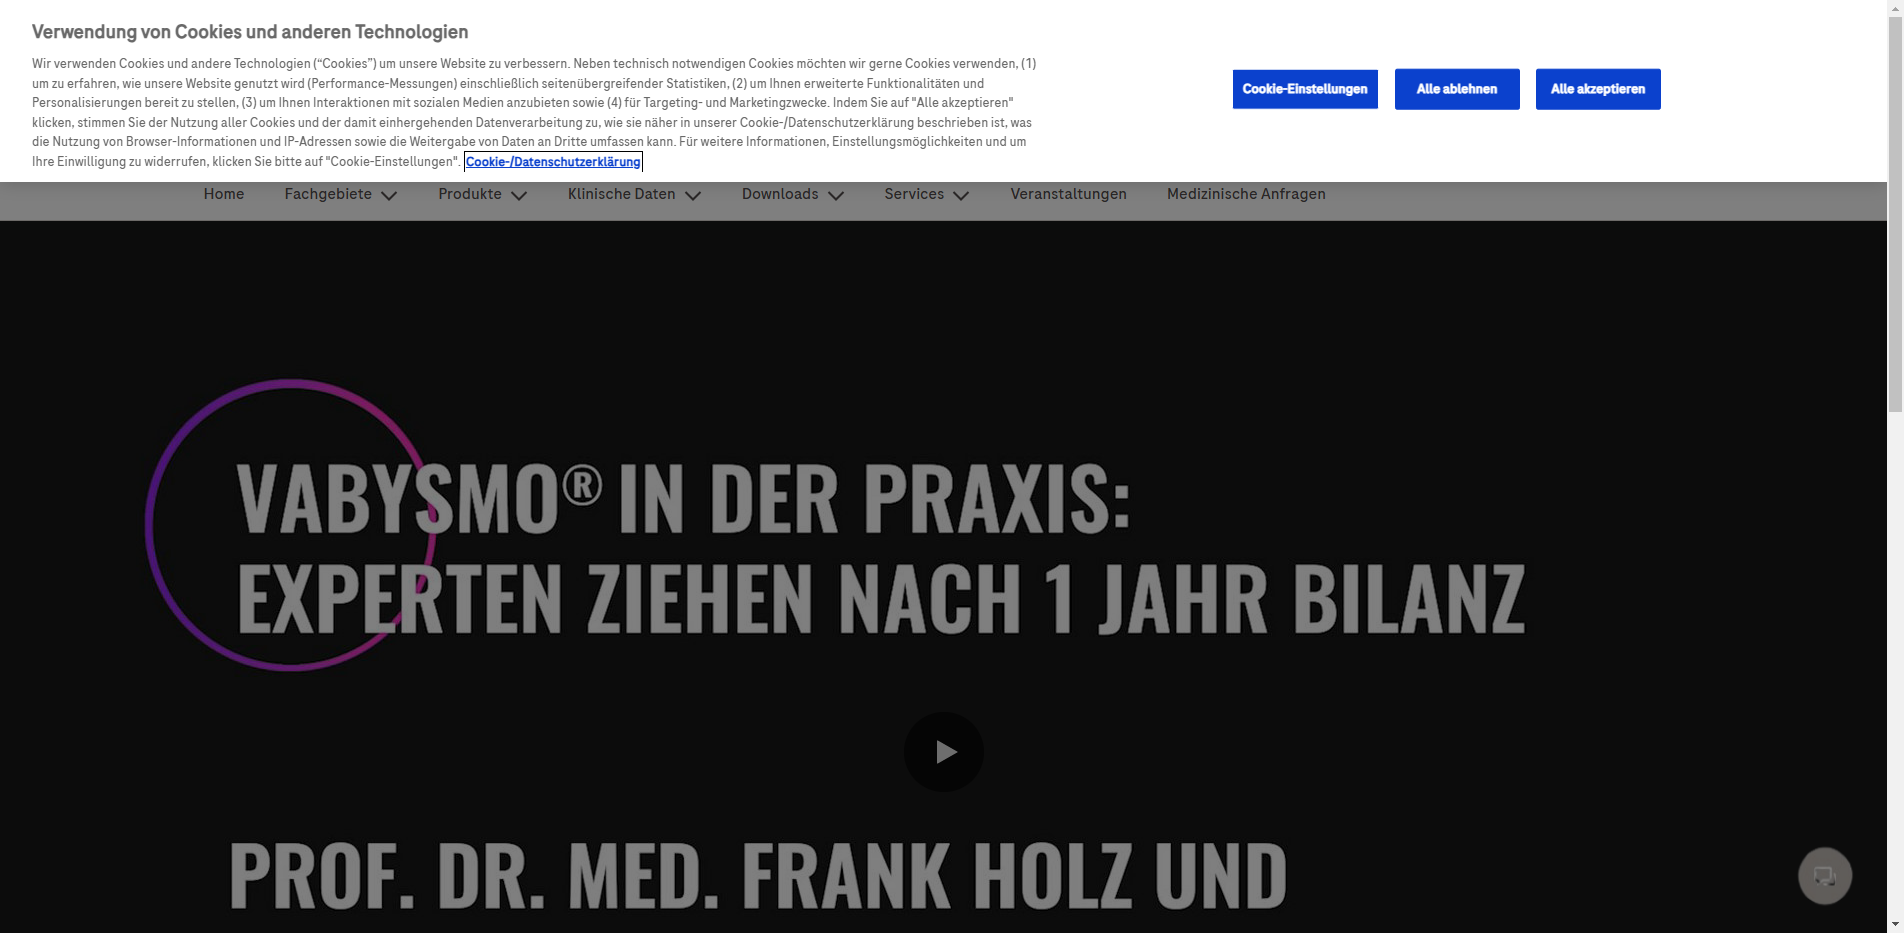 Verwendung von Cookies und anderen Technologien
Wir verwenden Cookies und andere Technologien (“Cookies”) um unsere Website zu verbessern. Neben technisch notwendigen Cookies möchten wir gerne Cookies verwenden, (1)
um zu erfahren, wie unsere Website genutzt wird (Performance-Messungen) einschließlich seitenübergreifender Statistiken, (2) um Ihnen erweiterte Funktionalitäten und
Personalisierungen bereit zu stellen, (3) um Ihnen Interaktionen mit sozialen Medien anzubieten sowie (4) für Targeting- und Marketingzwecke. Indem Sie auf "Alle akzeptieren"
klicken, stimmen Sie der Nutzung aller Cookies und der damit einhergehenden Datenverarbeitung zu, wie sie näher in unserer Cookie-/Datenschutzerklärung beschrieben ist, was
die Nutzung von Browser-Informationen und IP-Adressen sowie die Weitergabe von Daten an Dritte umfassen kann. Für weitere Informationen, Einstellungsmöglichkeiten und um
Ihre Einwilligung zu widerrufen, klicken Sie bitte auf "Cookie-Einstellungen". Cookie-/Datenschutzerklärung
Cookie-Einstellungen Alle ablehnen Alle akzeptieren
Home Fachgebiete Produkte Klinische Daten Downloads Services Veranstaltungen Medizinische Anfragen
VABYSMO® IN DER PRAXIS:
EXPERTEN ZIEHEN NACH 1 JAHR BILANZ
PROF. DR. MED. FRANK HOLZ UND